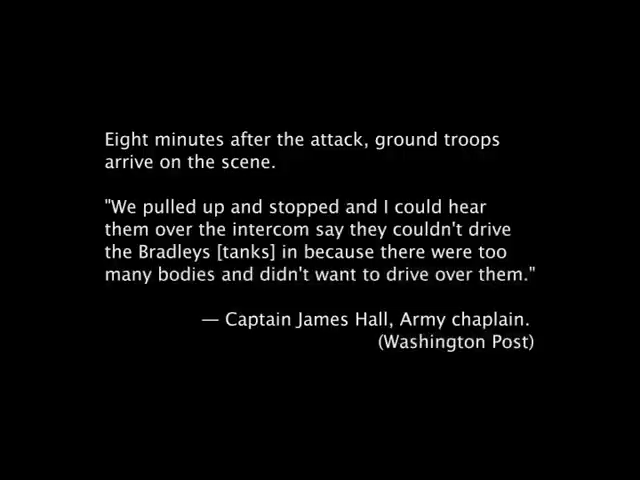 Eight minutes after the attack, ground troops
arrive on the scene.
"We pulled up and stopped and I could hear
them over the intercom say they couldn't drive
the Bradleys [tanks] in because there were too
many bodies and didn't want to drive over them."
— Captain James Hall, Army chaplain.
(Washington Post)